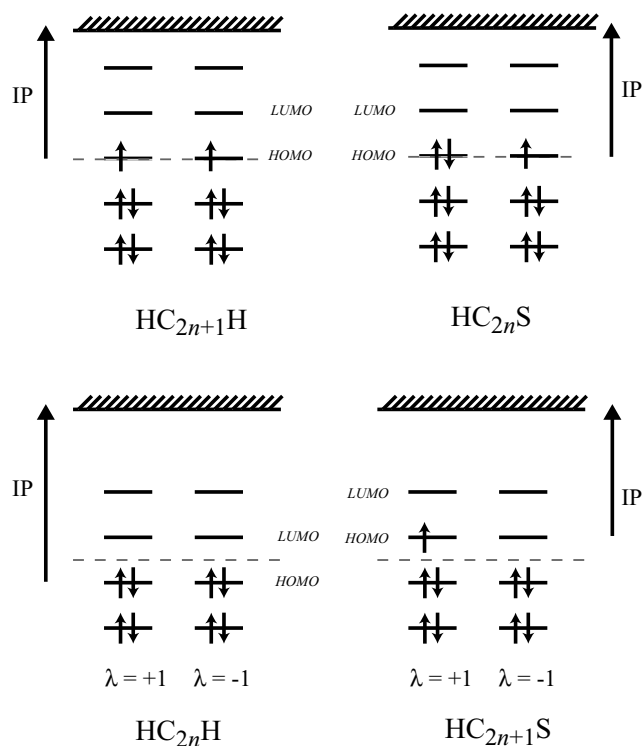 IP
LUMO
HOMO
HC2n+1H
LUMO
HOMO
IP
HC2nS
IP
LUMO
HOMO
λ = +1 λ = -1
HC2nH
LUMO
HOMO
IP
λ = +1 λ = -1
HC2n+1S